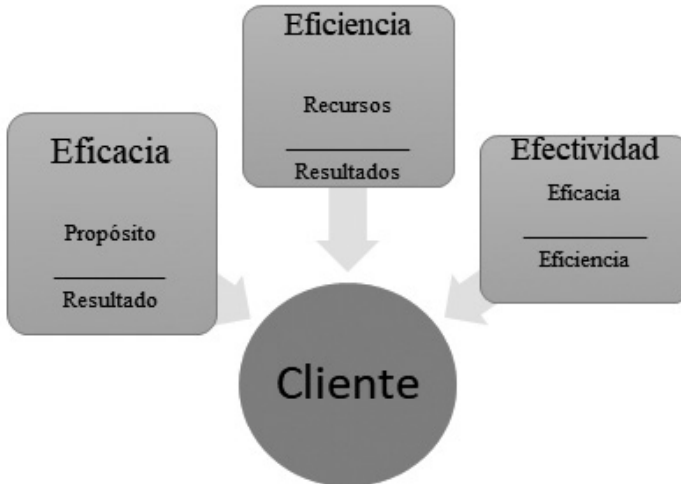 Eficacia
Propósito
Resultado
Eficiencia
Recursos
Resultados
Efectividad
Eficacia
Eficiencia
Cliente